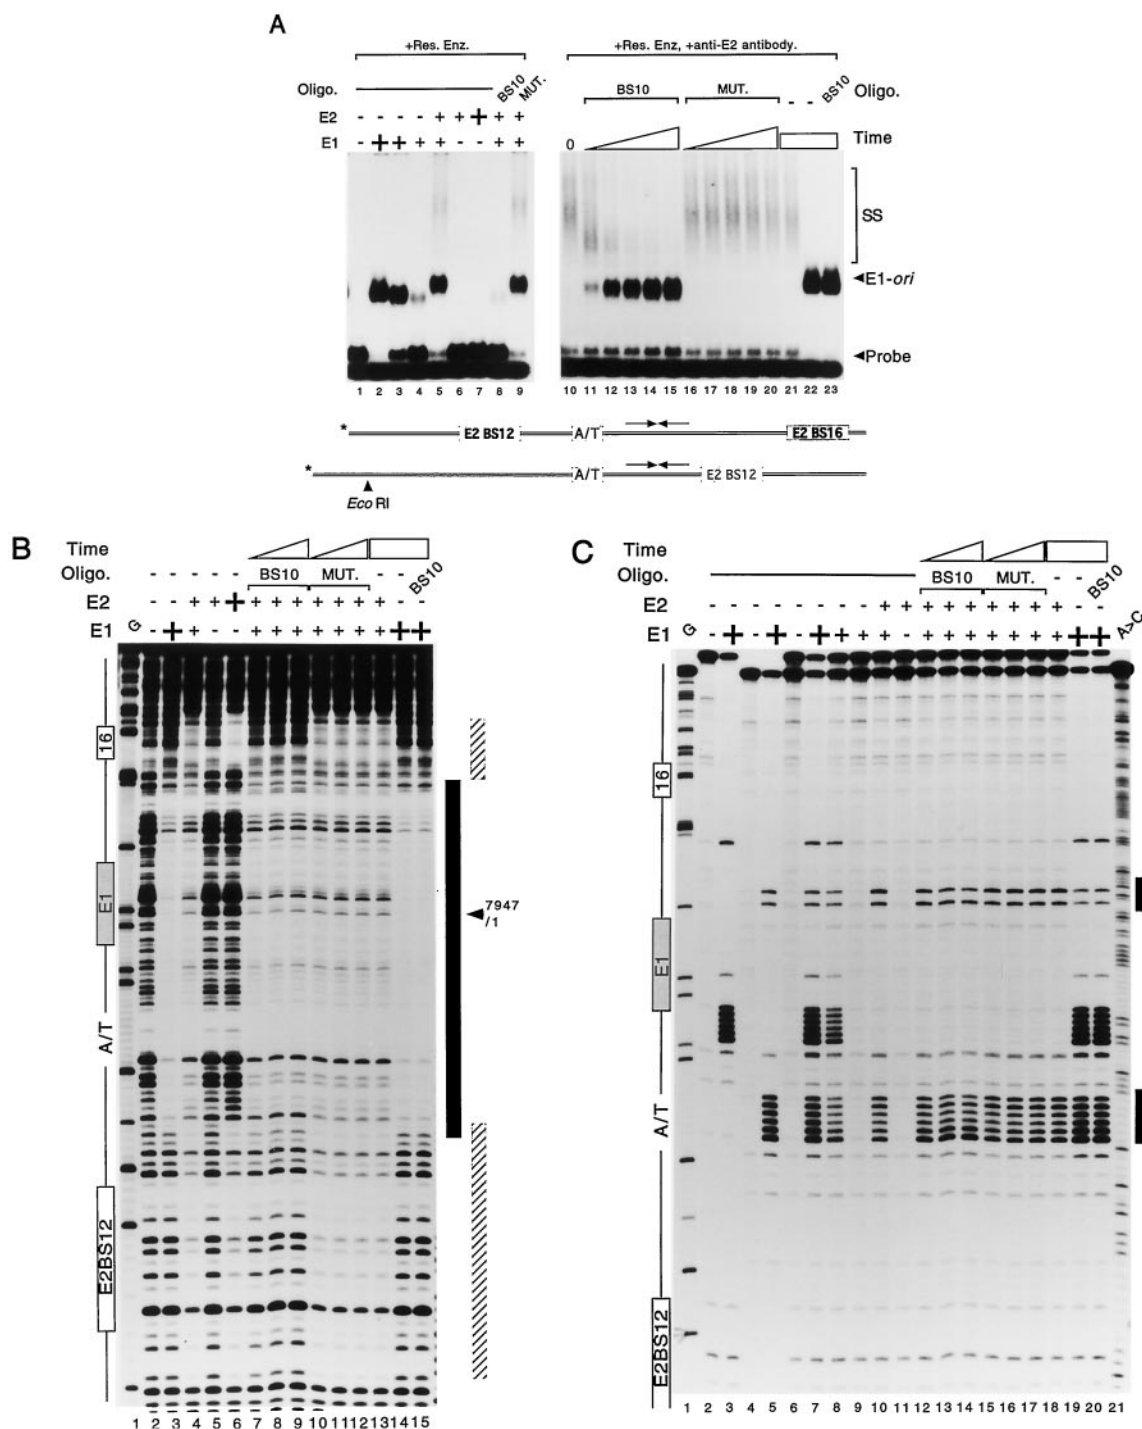 A
+Res. Enz.
+Res. Enz, +anti-E2 antibody.
Oligo. BS10 MUT. BS10 MUT. - - BS10 Oligo.
E2 - - - - + + + + +
E1 - + + + + - - + + 0 Time
SS
E1-ori
Probe
1 2 3 4 5 6 7 8 9 10 11 12 13 14 15 16 17 18 19 20 21 22 23
* E2 BS12 A/T E2 BS16
* A/T E2 BS12
Eco RI
B
Time
Oligo. - - - - - BS10 MUT. - - BS10
E2 - - + + + + + + + + + + - -
E1 G - + + - - + + + + + + + + +
16
E1
7947
/1
A/T
E2BS12
1 2 3 4 5 6 7 8 9 10 11 12 13 14 15
C
Time
Oligo. BS10 MUT. - - BS10
E2 - - - - - - - - + + + + + + + + + - -
E1 G - + - + - + + + + - + + + + + + + + + A>C
16
E1
A/T
E2BS12
1 2 3 4 5 6 7 8 9 10 11 12 13 14 15 16 17 18 19 20 21